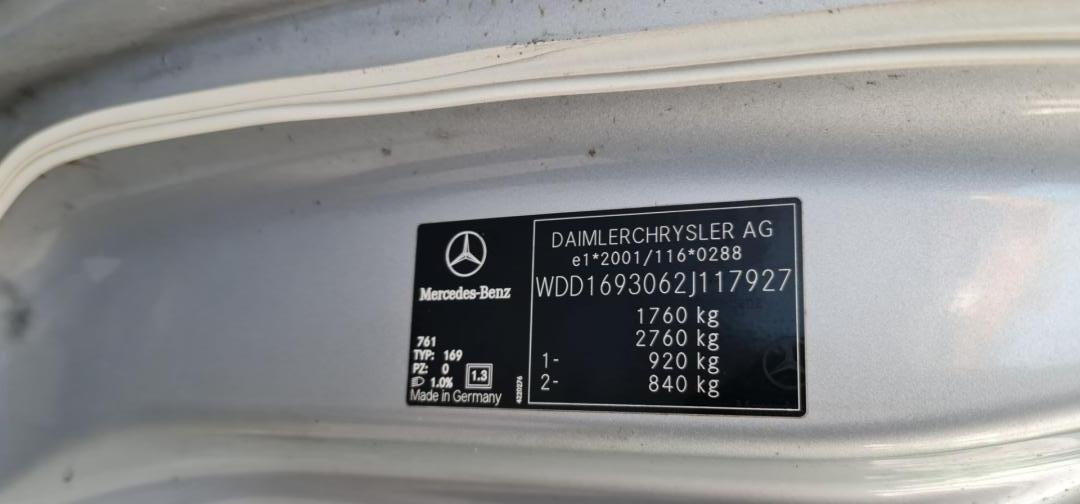 Mercedes-Benz
761
TYP: 169
PZ: 0
1.0% 1.3
Made in Germany
4220276
DAIMLERCHRYSLER AG
e1*2001/116*0288
WDD1693062J117927
1760 kg
2760 kg
1- 920 kg
2- 840 kg